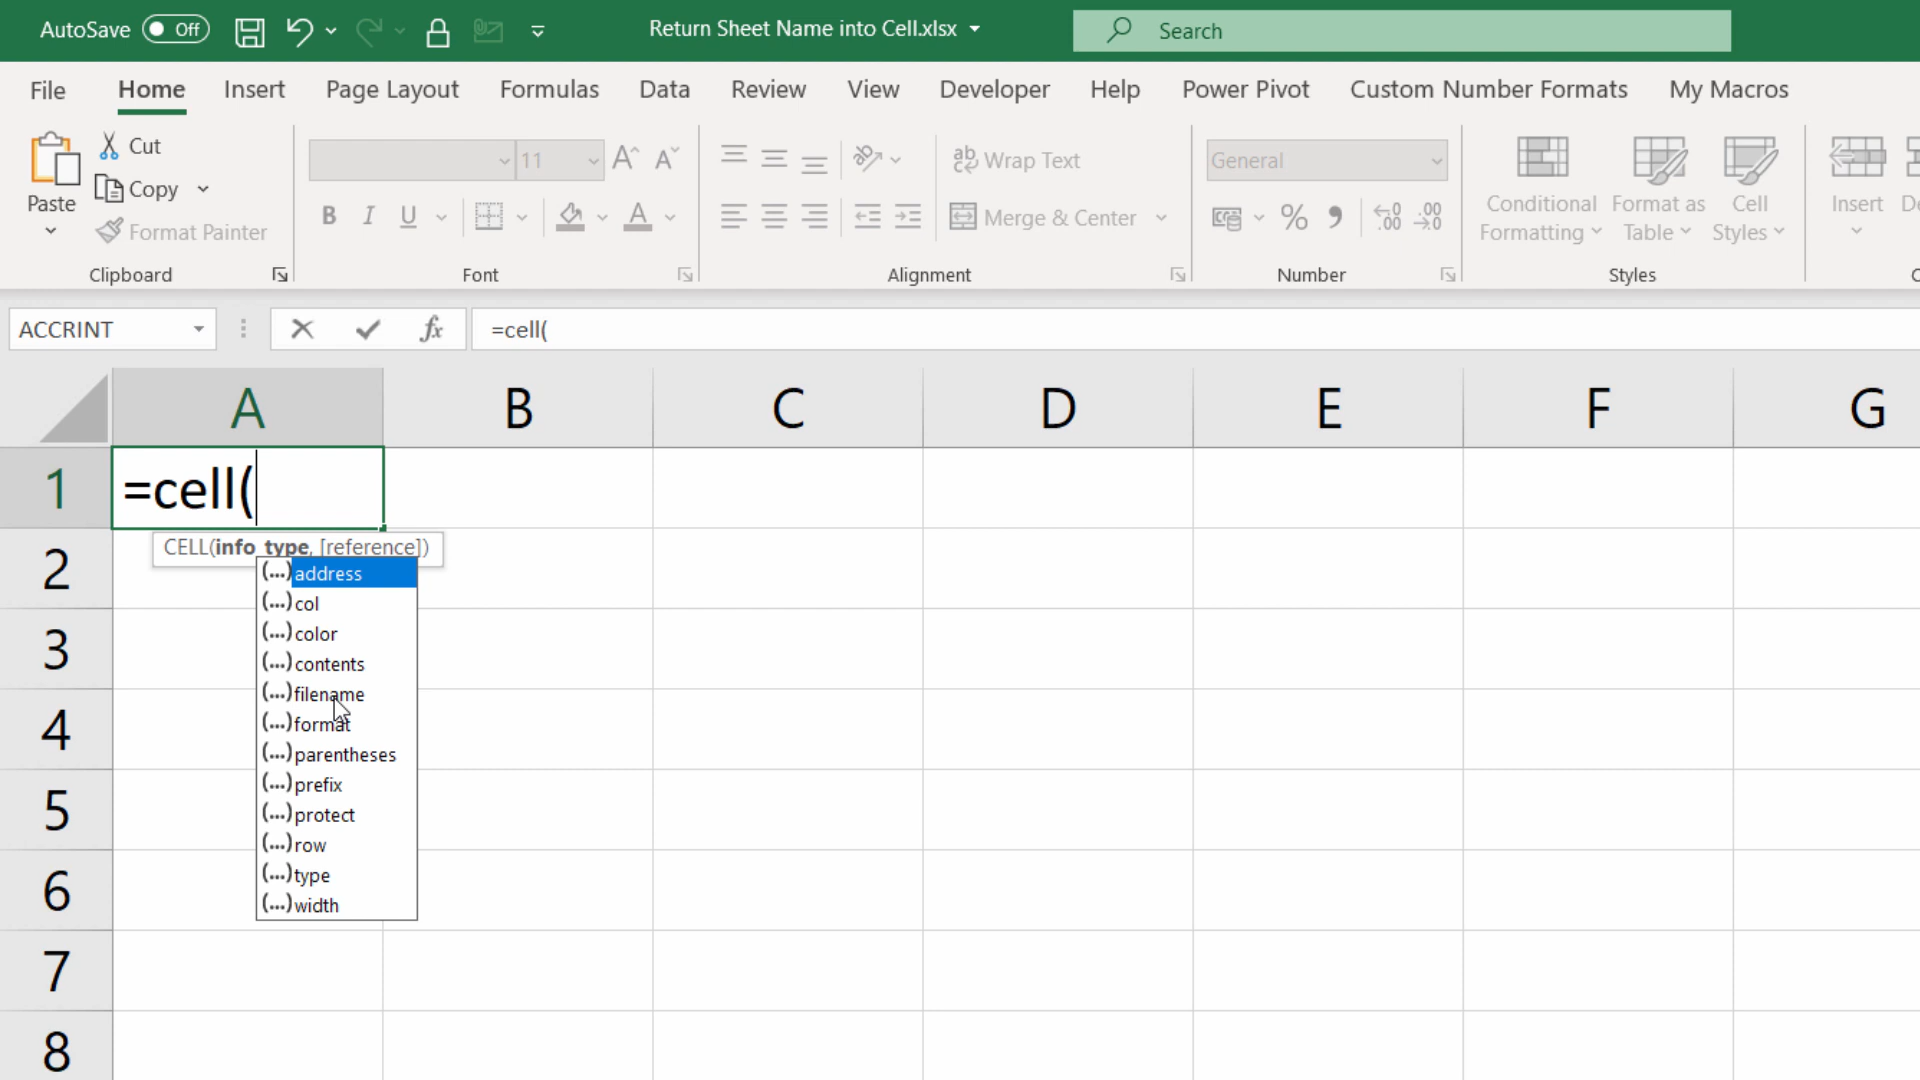 AutoSave Off Return Sheet Name into Cell.xlsx Search
File Home Insert Page Layout Formulas Data Review View Developer Help Power Pivot Custom Number Formats My Macros
Paste
Cut
Copy
Format Painter
Clipboard
11
B I U
Font
Wrap Text
Merge & Center
Alignment
General
Number
Conditional Formatting
Format as Table
Cell Styles
Styles
Insert
ACCRINT fx =cell(
A B C D E F G
1 =cell(
CELL(info_type, [reference])
2
(...) address
(...) col
3
(...) color
(...) contents
(...) filename
4
(...) format
(...) parentheses
(...) prefix
5
(...) protect
(...) row
(...) type
6
(...) width
7
8